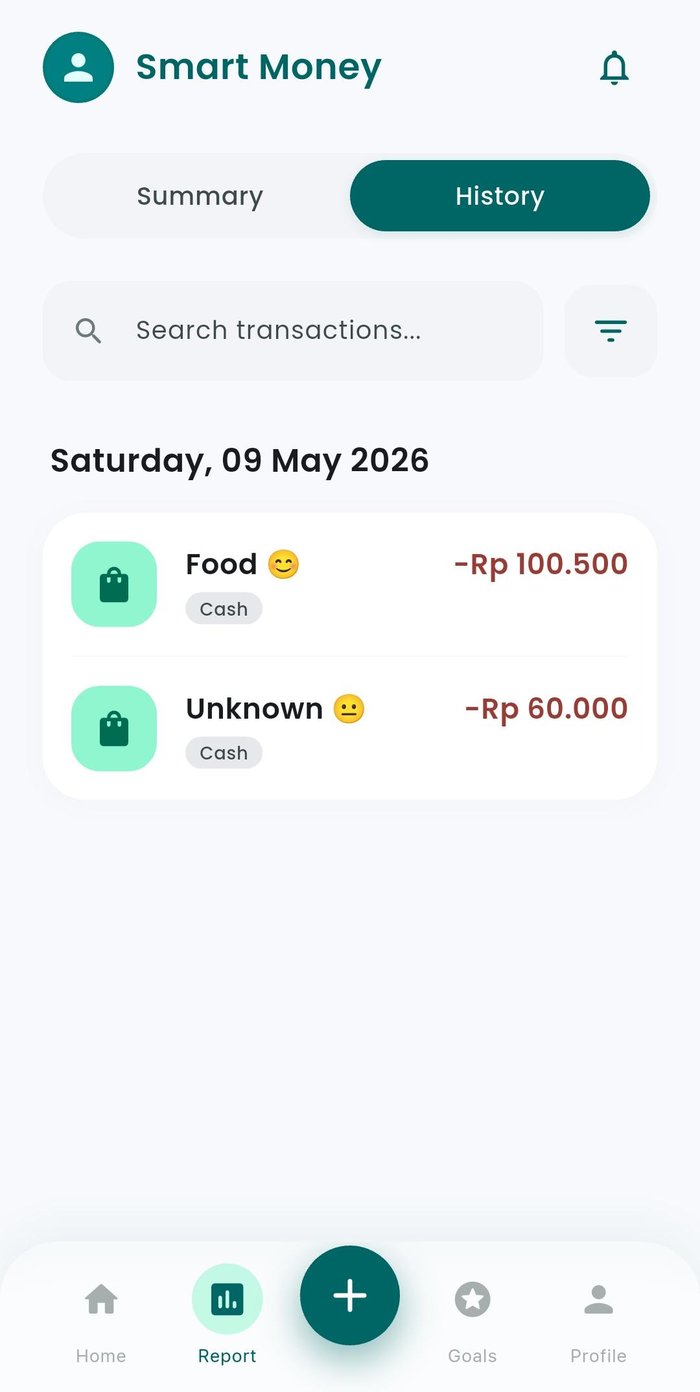 Smart Money
Summary
History
Search transactions...
Saturday, 09 May 2026
Food 😊
-Rp 100.500
Cash
Unknown 😐
-Rp 60.000
Cash
Home
Report
Goals
Profile